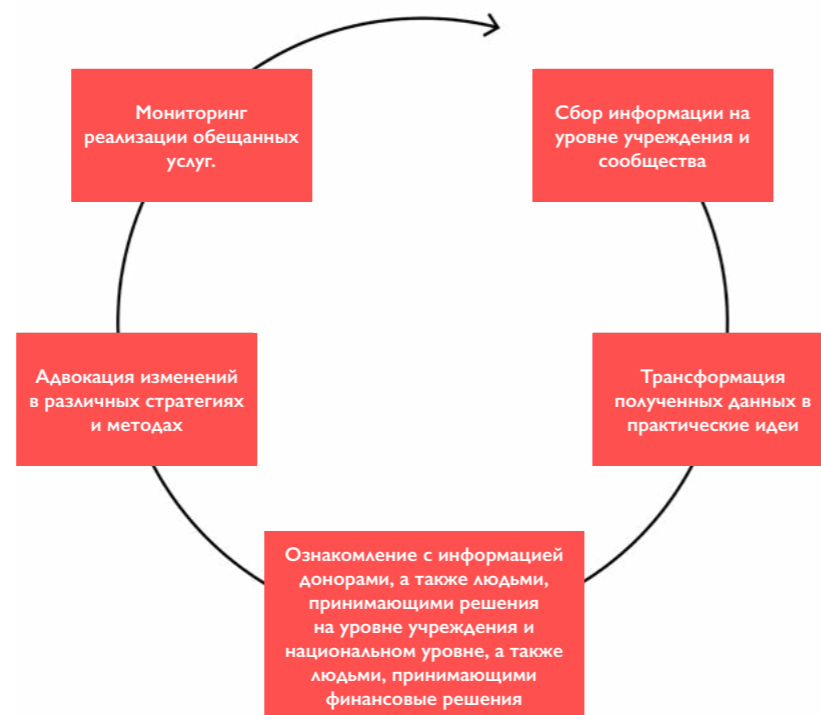 Мониторинг
реализации обещанных
услуг.
Сбор информации на
уровне учреждения и
сообщества
Адвокация изменений
в различных стратегиях
и методах
Трансформация
полученных данных в
практические идеи
Ознакомление с информацией
донорами, а также людьми,
принимающими решения
на уровне учреждения и
национальном уровне, а также
людьми, принимающими
финансовые решения